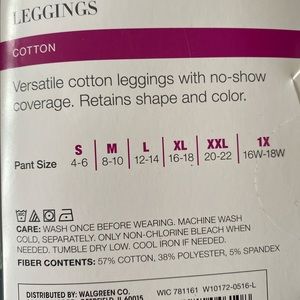 LEGGINGS
COTTON
Versatile cotton leggings with no-show
coverage. Retains shape and color.
S M L XL XXL 1X
Pant Size 4-6 8-10 12-14 16-18 20-22 16W-18W
CARE: WASH ONCE BEFORE WEARING. MACHINE WASH
COLD, SEPARATELY. ONLY NON-CHLORINE BLEACH WHEN
NEEDED. TUMBLE DRY LOW. COOL IRON IF NEEDED.
FIBER CONTENTS: 57% COTTON, 38% POLYESTER, 5% SPANDEX
DISTRIBUTED BY: WALGREEN CO. WIC 781161 W10172-0516-L
IL 60015